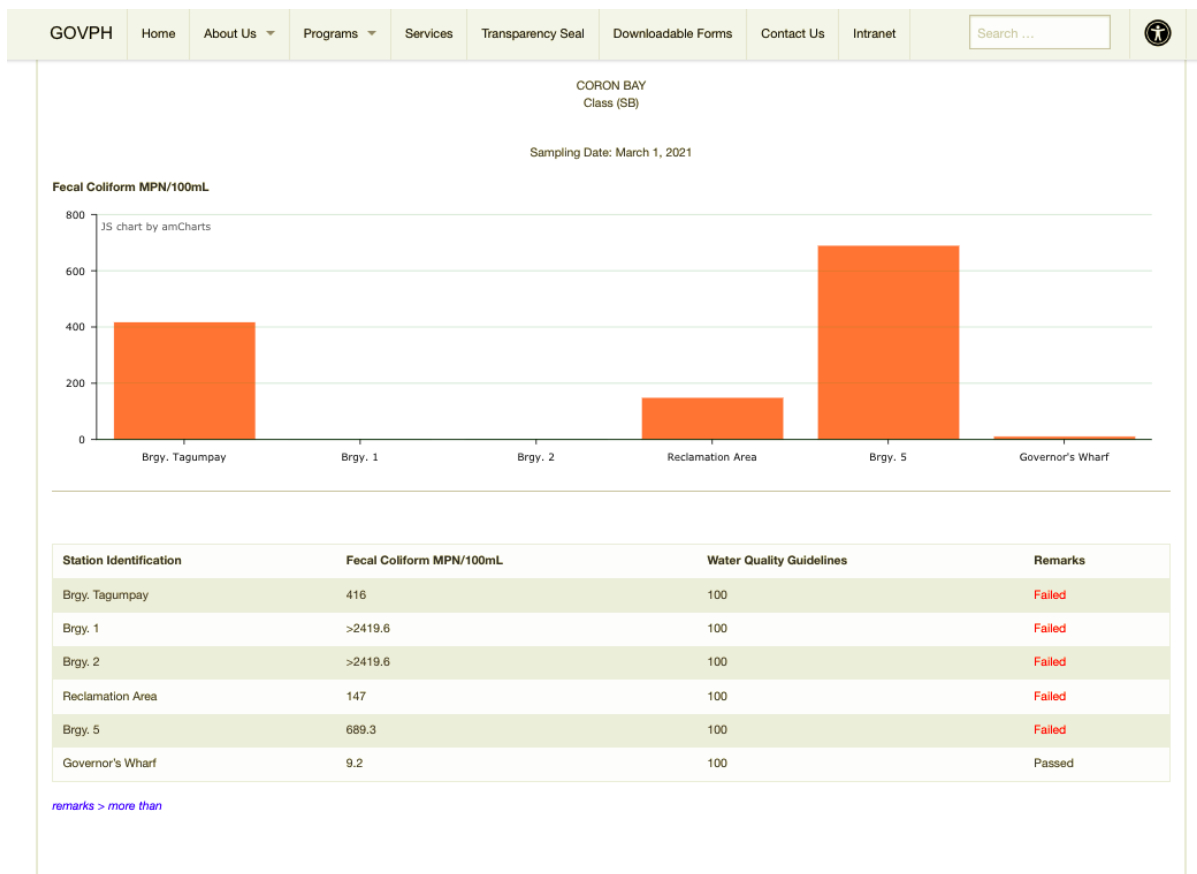 GOVPH Home About Us Programs Services Transparency Seal Downloadable Forms Contact Us Intranet Search ...
CORON BAY
Class (SB)
Sampling Date: March 1, 2021
Fecal Coliform MPN/100mL
JS chart by amCharts
800
600
400
200
0
Brgy. Tagumpay Brgy. 1 Brgy. 2 Reclamation Area Brgy. 5 Governor's Wharf
Station Identification Fecal Coliform MPN/100mL Water Quality Guidelines Remarks
Brgy. Tagumpay 416 100 Failed
Brgy. 1 >2419.6 100 Failed
Brgy. 2 >2419.6 100 Failed
Reclamation Area 147 100 Failed
Brgy. 5 689.3 100 Failed
Governor's Wharf 9.2 100 Passed
remarks > more than